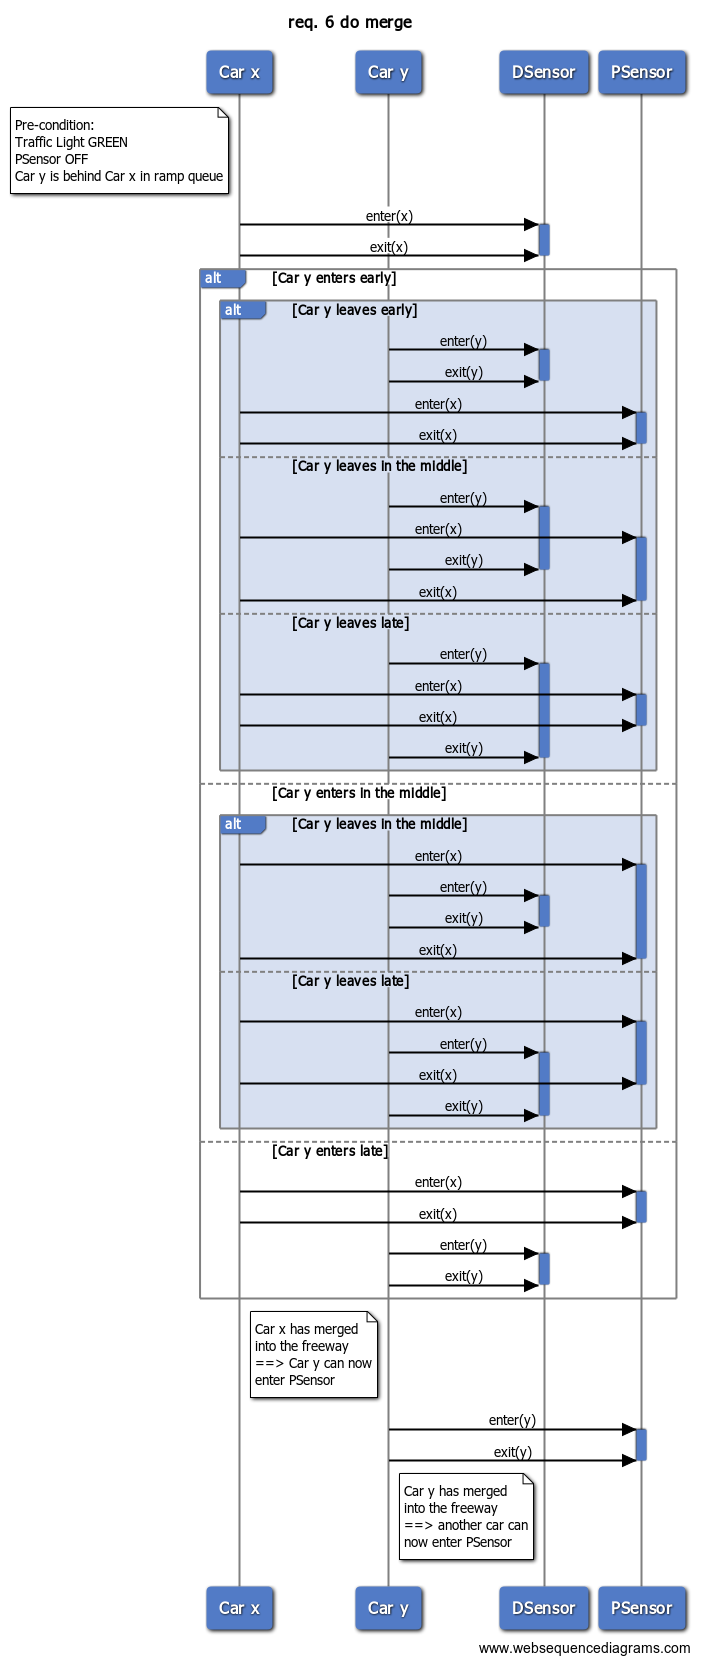 req. 6 do merge
Car x
Car y
DSensor
PSensor
Pre-condition:
Traffic Light GREEN
PSensor OFF
Car y is behind Car x in ramp queue
enter(x)
exit(x)
alt
[Car y enters early]
alt
[Car y leaves early]
enter(y)
exit(y)
enter(x)
exit(x)
[Car y leaves in the middle]
enter(y)
enter(x)
exit(y)
exit(x)
[Car y leaves late]
enter(y)
enter(x)
exit(x)
exit(y)
[Car y enters in the middle]
alt
[Car y leaves in the middle]
enter(x)
enter(y)
exit(y)
exit(x)
[Car y leaves late]
enter(x)
enter(y)
exit(x)
exit(y)
[Car y enters late]
enter(x)
exit(x)
enter(y)
exit(y)
Car x has merged
into the freeway
==> Car y can now
enter PSensor
enter(y)
exit(y)
Car y has merged
into the freeway
==> another car can
now enter PSensor
Car x
Car y
DSensor
PSensor
www.websequencediagrams.com